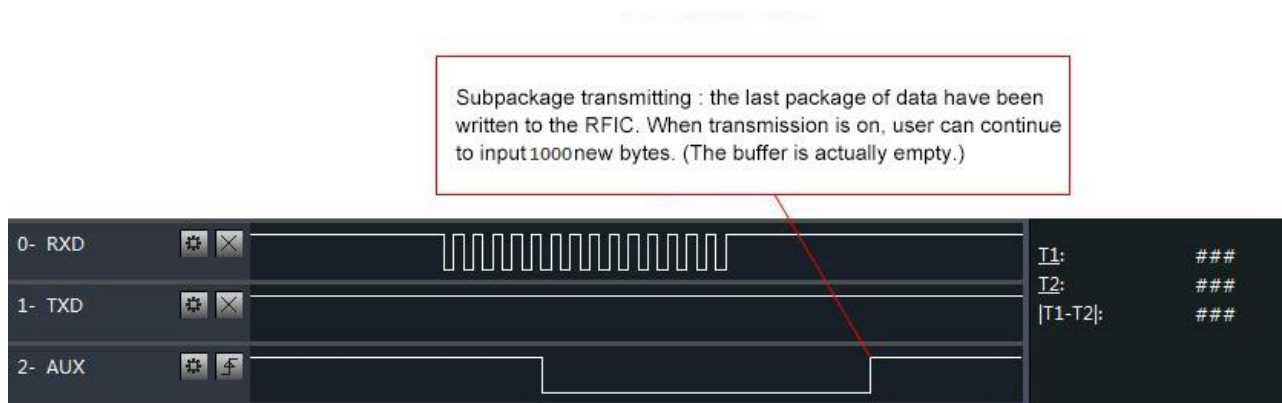 Subpackage transmitting : the last package of data have been
written to the RFIC. When transmission is on, user can continue
to input 1000 new bytes. (The buffer is actually empty.)
0- RXD
T1: ###
1- TXD
T2: ###
|T1-T2|: ###
2- AUX